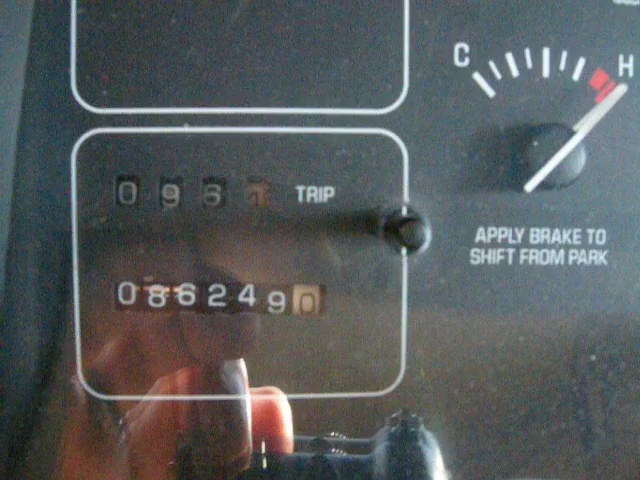 C H
096 TRIP
APPLY BRAKE TO
SHIFT FROM PARK
0862490